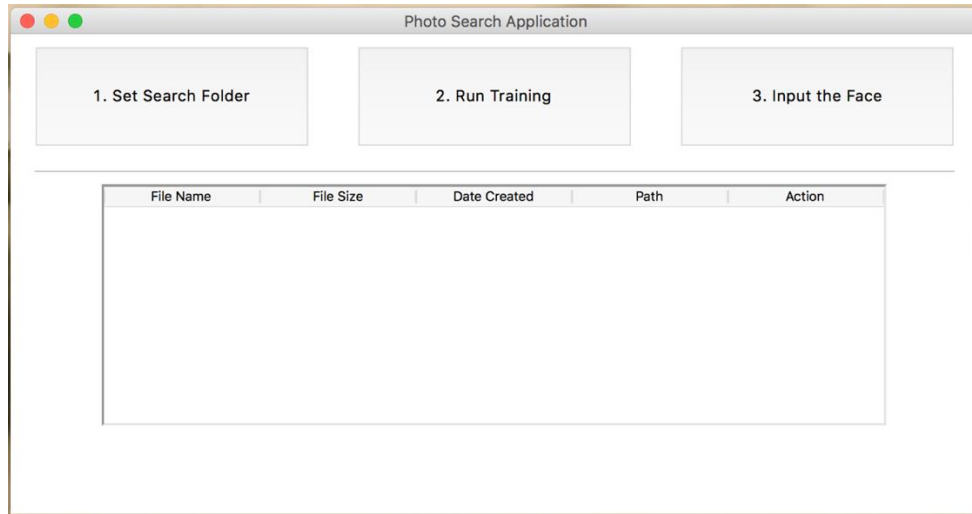 Photo Search Application
1. Set Search Folder 2. Run Training 3. Input the Face
File Name File Size Date Created Path Action